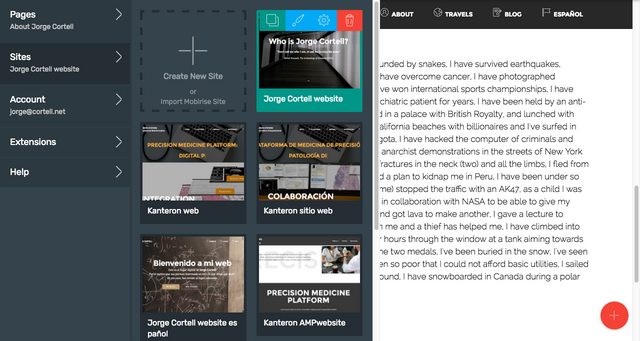 Pages
About Jorge Cortell
Sites
Jorge Cortell website
Account
jorge@cortell.net
Extensions
Help
Create New Site
or
Import Mobirise Site
Who is Jorge Cortell?
Jorge Cortell website
PRECISION MEDICINE PLATFORM:
DIGITAL P
INTEGRATION
Kanteron web
ATAFORMA DE MEDICINA DE PRECISIÓ
PATOLOGÍA DI
COLABORACIÓN
Kanteron sitio web
Bienvenido a mi web
Jorge Cortell website es
pañol
PRECISION MEDICINE
PLATFORM
Kanteron AMPwebsite
ABOUT
TRAVELS
BLOG
ESPAÑOL
unded by snakes, I have survived earthquakes,
have overcome cancer, I have photographed
ve won international sports championships, I have
chiatric patient for years, I have been held by an anti-
d in a palace with British Royalty, and lunched with
alifornia beaches with billionaires and I've surfed in
gota, I have hacked the computer of criminals and
anarchist demonstrations in the streets of New York
fractures in the neck (two) and all the limbs, I fled from
d a plan to kidnap me in Peru, I have been under so
me) stopped the traffic with an AK47, as a child I was
in collaboration with NASA to be able to give my
nd got lava to make another, I gave a lecture to
n me and a thief has helped me, I have climbed into
r hours through the window at a tank aiming towards
he two medals, I've been buried in the snow, I've seen
en so poor that I could not afford basic utilities, I sailed
ound, I have snowboarded in Canada during a polar